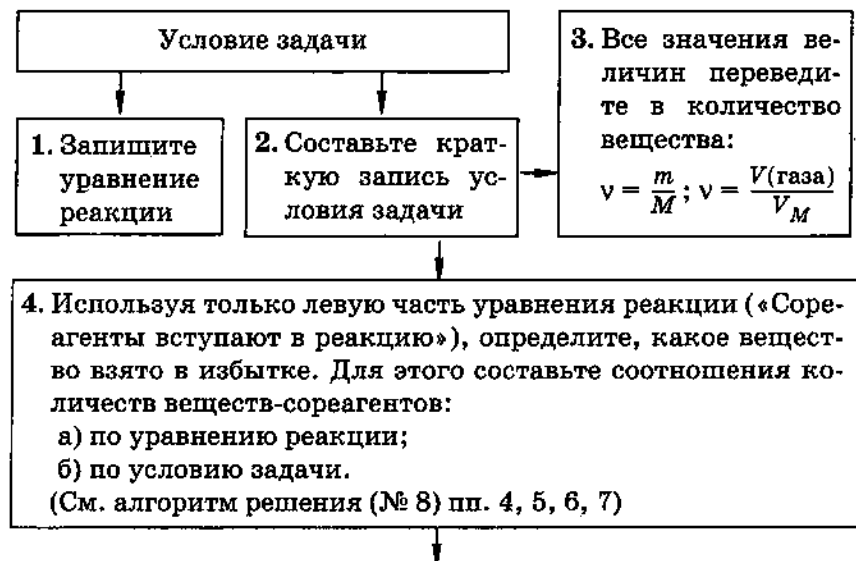 Условие задачи
1. Запишите
уравнение
реакции
2. Составьте крат-
кую запись ус-
ловия задачи
3. Все значения ве-
личин переведи-
те в количество
вещества:
ν = m/M; ν = V(газа)/V_M
4. Используя только левую часть уравнения реакции («Соре-
агенты вступают в реакцию»), определите, какое вещест-
во взято в избытке. Для этого составьте соотношения ко-
личеств веществ-сореагентов:
а) по уравнению реакции;
б) по условию задачи.
(См. алгоритм решения (№ 8) пп. 4, 5, 6, 7)